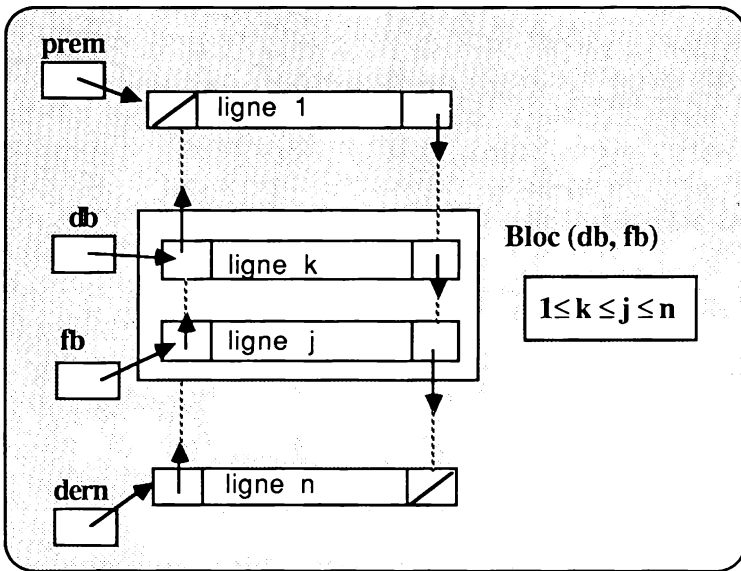 prem
ligne 1
db
ligne k
Bloc (db, fb)
1≤ k ≤ j ≤ n
fb
ligne j
dern
ligne n